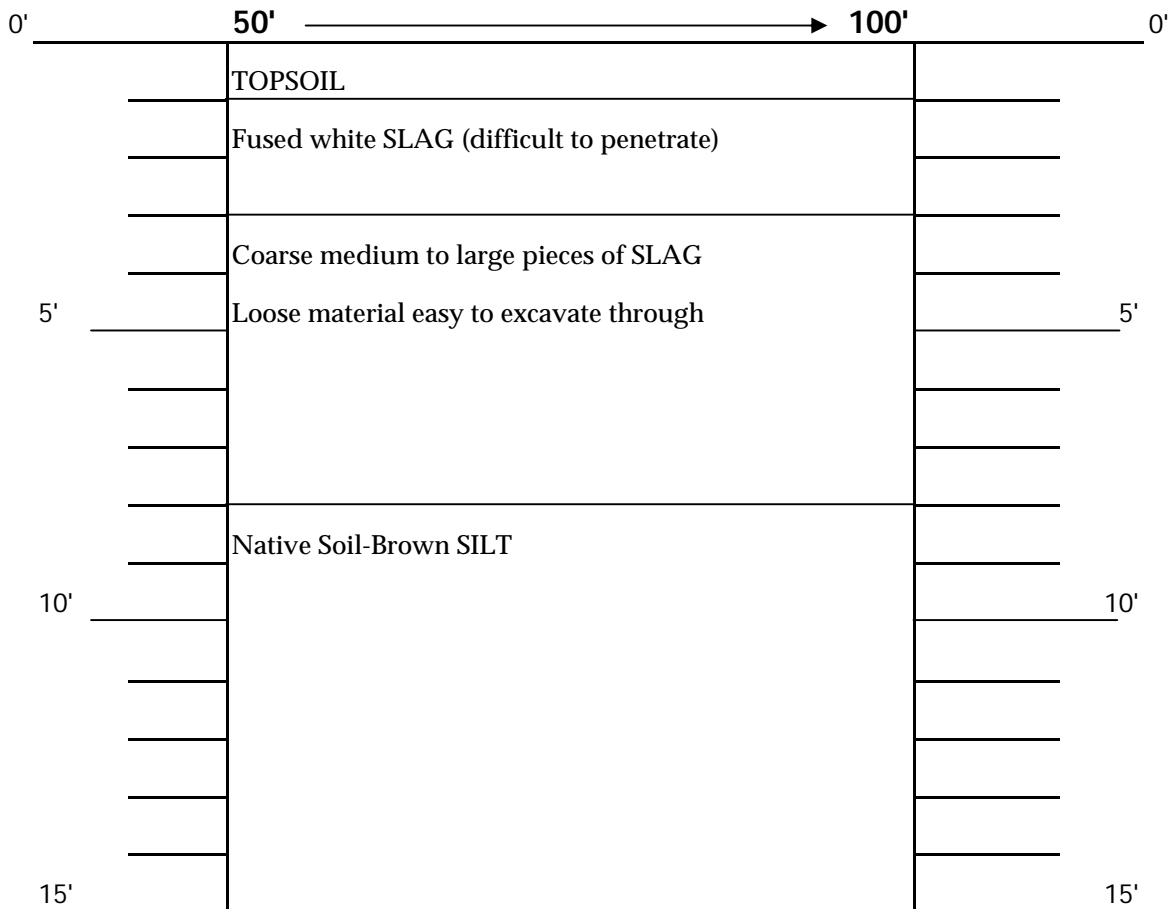 0' 50' 100' 0'
TOPSOIL
Fused white SLAG (difficult to penetrate)
Coarse medium to large pieces of SLAG
5' Loose material easy to excavate through 5'
Native Soil-Brown SILT
10' 10'
15' 15'